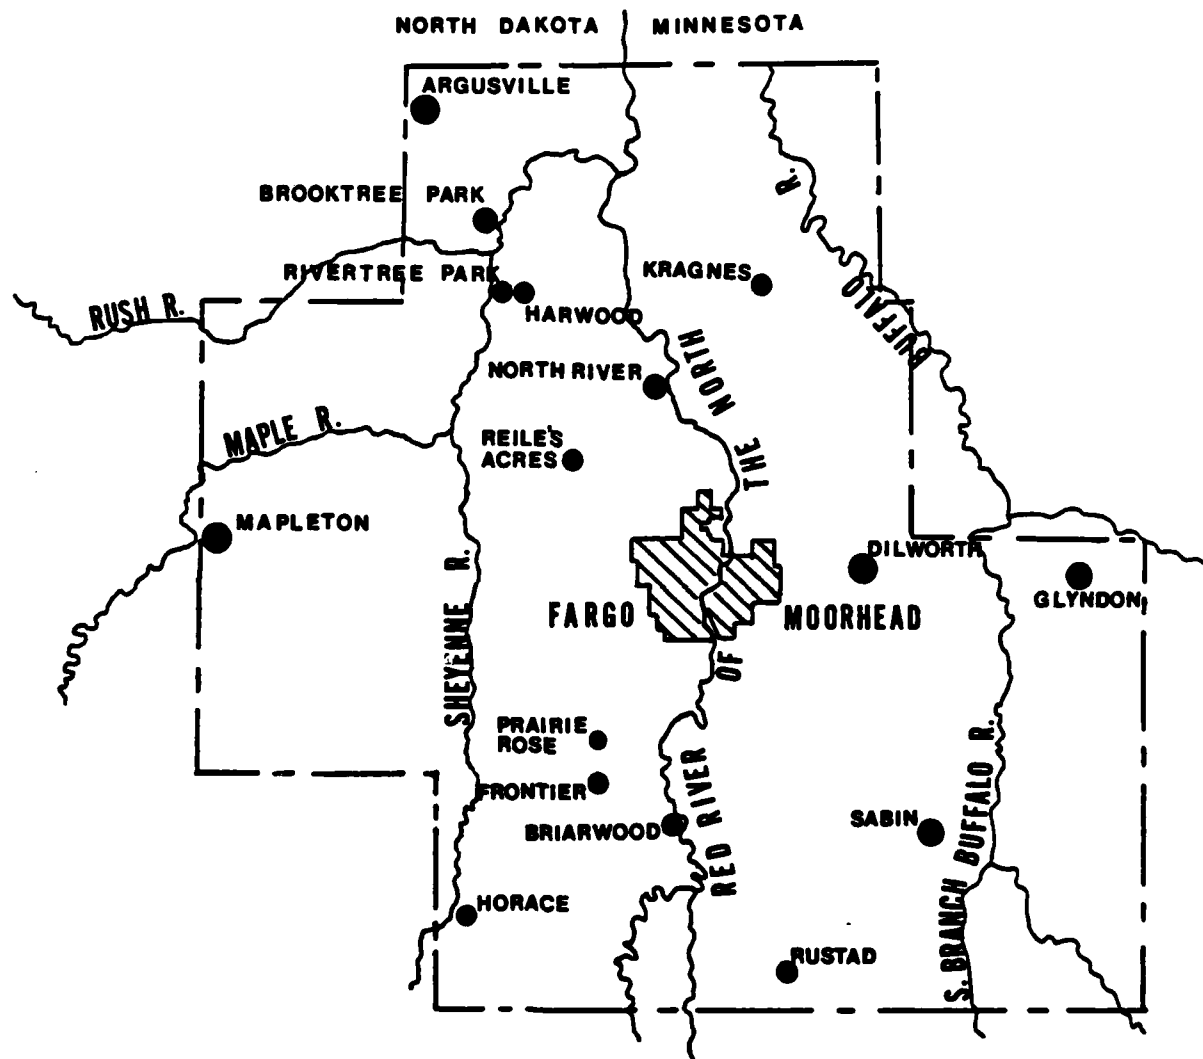 NORTH DAKOTA
MINNESOTA
ARGUSVILLE
BROOKTREE PARK
R.
RIVERTREE PARK
KRAGNES
BUFFALO
RUSH R.
HARWOOD
NORTH RIVER
NORTH
MAPLE R.
REILE'S
ACRES
THE
MAPLETON
DILWORTH
SHEYENNE R.
FARGO
MOORHEAD
GLYNDON
OF
PRAIRIE
ROSE
FRONTIER
RED RIVER
BRIARWOOD
SABIN
S. BRANCH BUFFALO R.
HORACE
RUSTAD